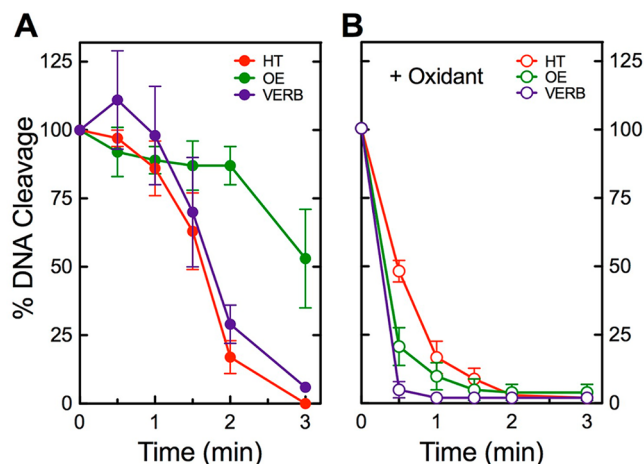 A
B
125
100
75
50
25
0
% DNA Cleavage
HT
OE
VERB
0
1
2
3
Time (min)
+ Oxidant
HT
OE
VERB
125
100
75
50
25
0
0
1
2
3
Time (min)